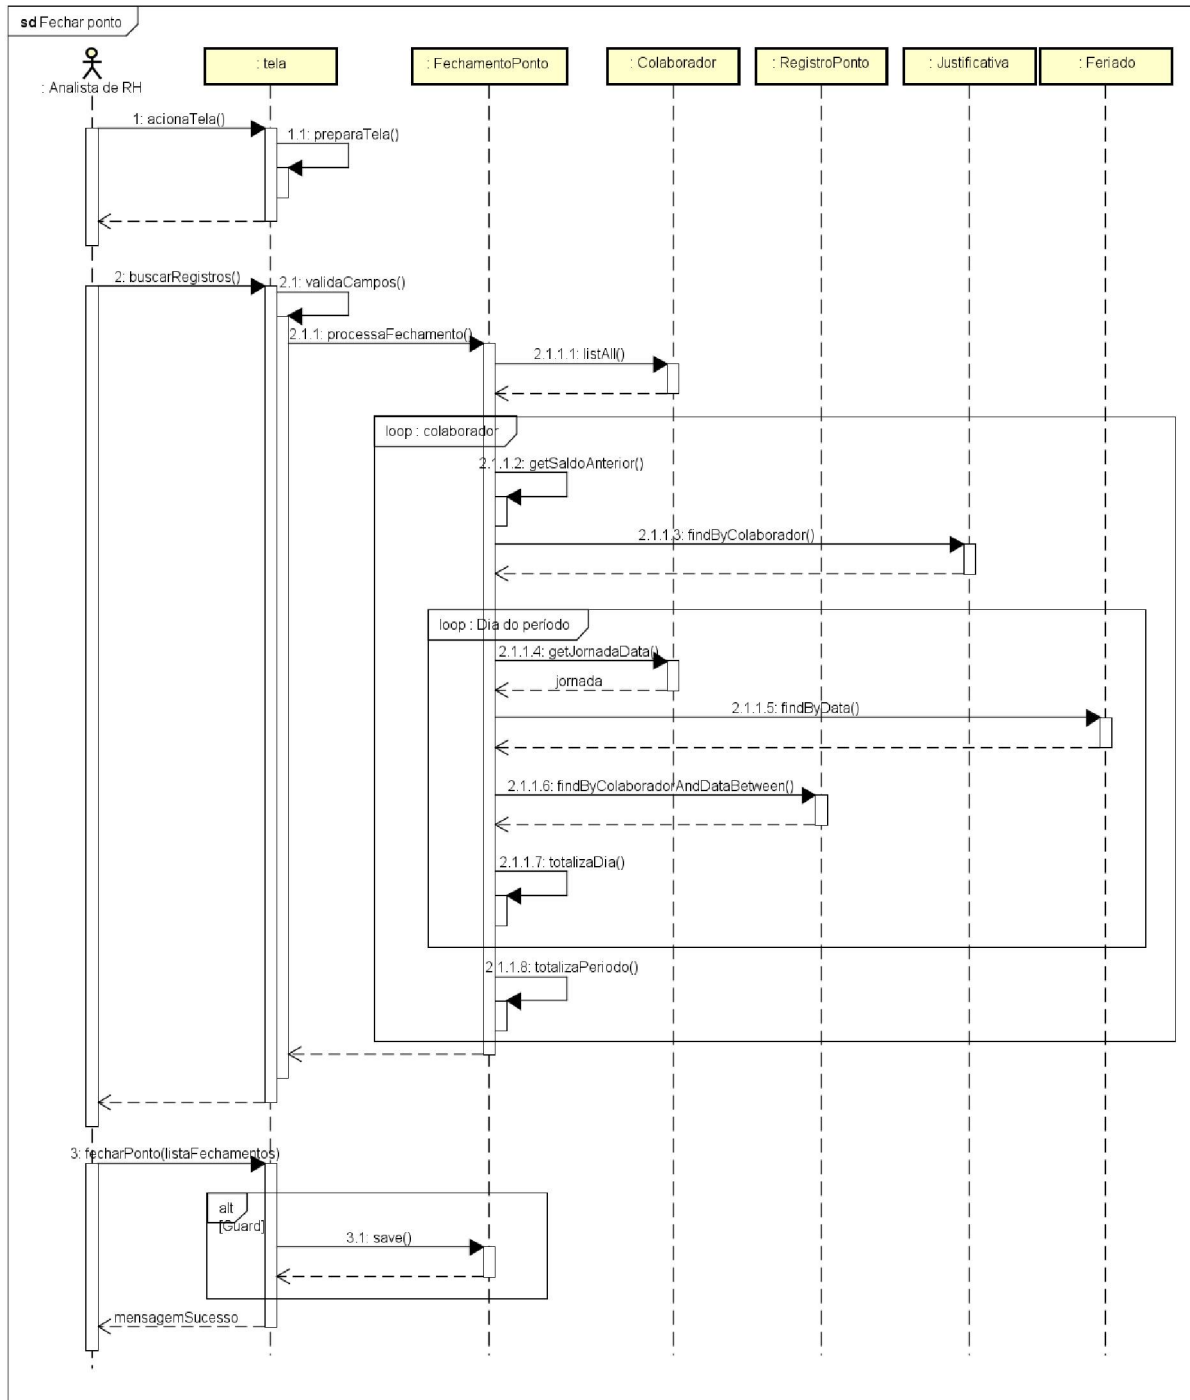 sd Fechar ponto
: Analista de RH
: tela
: FechamentoPonto
: Colaborador
: RegistroPonto
: Justificativa
: Feriado
1: acionaTela()
1.1: preparaTela()
2: buscarRegistros()
2.1: validaCampos()
2.1.1: processaFechamento()
2.1.1.1: listAll()
loop : colaborador
2.1.1.2: getSaldoAnterior()
2.1.1.3: findByColaborador()
loop : Dia do período
2.1.1.4: getJornadaData()
jornada
2.1.1.5: findByData()
2.1.1.6: findByColaboradorAndDataBetween()
2.1.1.7: totalizaDia()
2.1.1.8: totalizaPeriodo()
3: fecharPonto(listaFechamentos)
alt
[Guard]
3.1: save()
mensagemSucesso